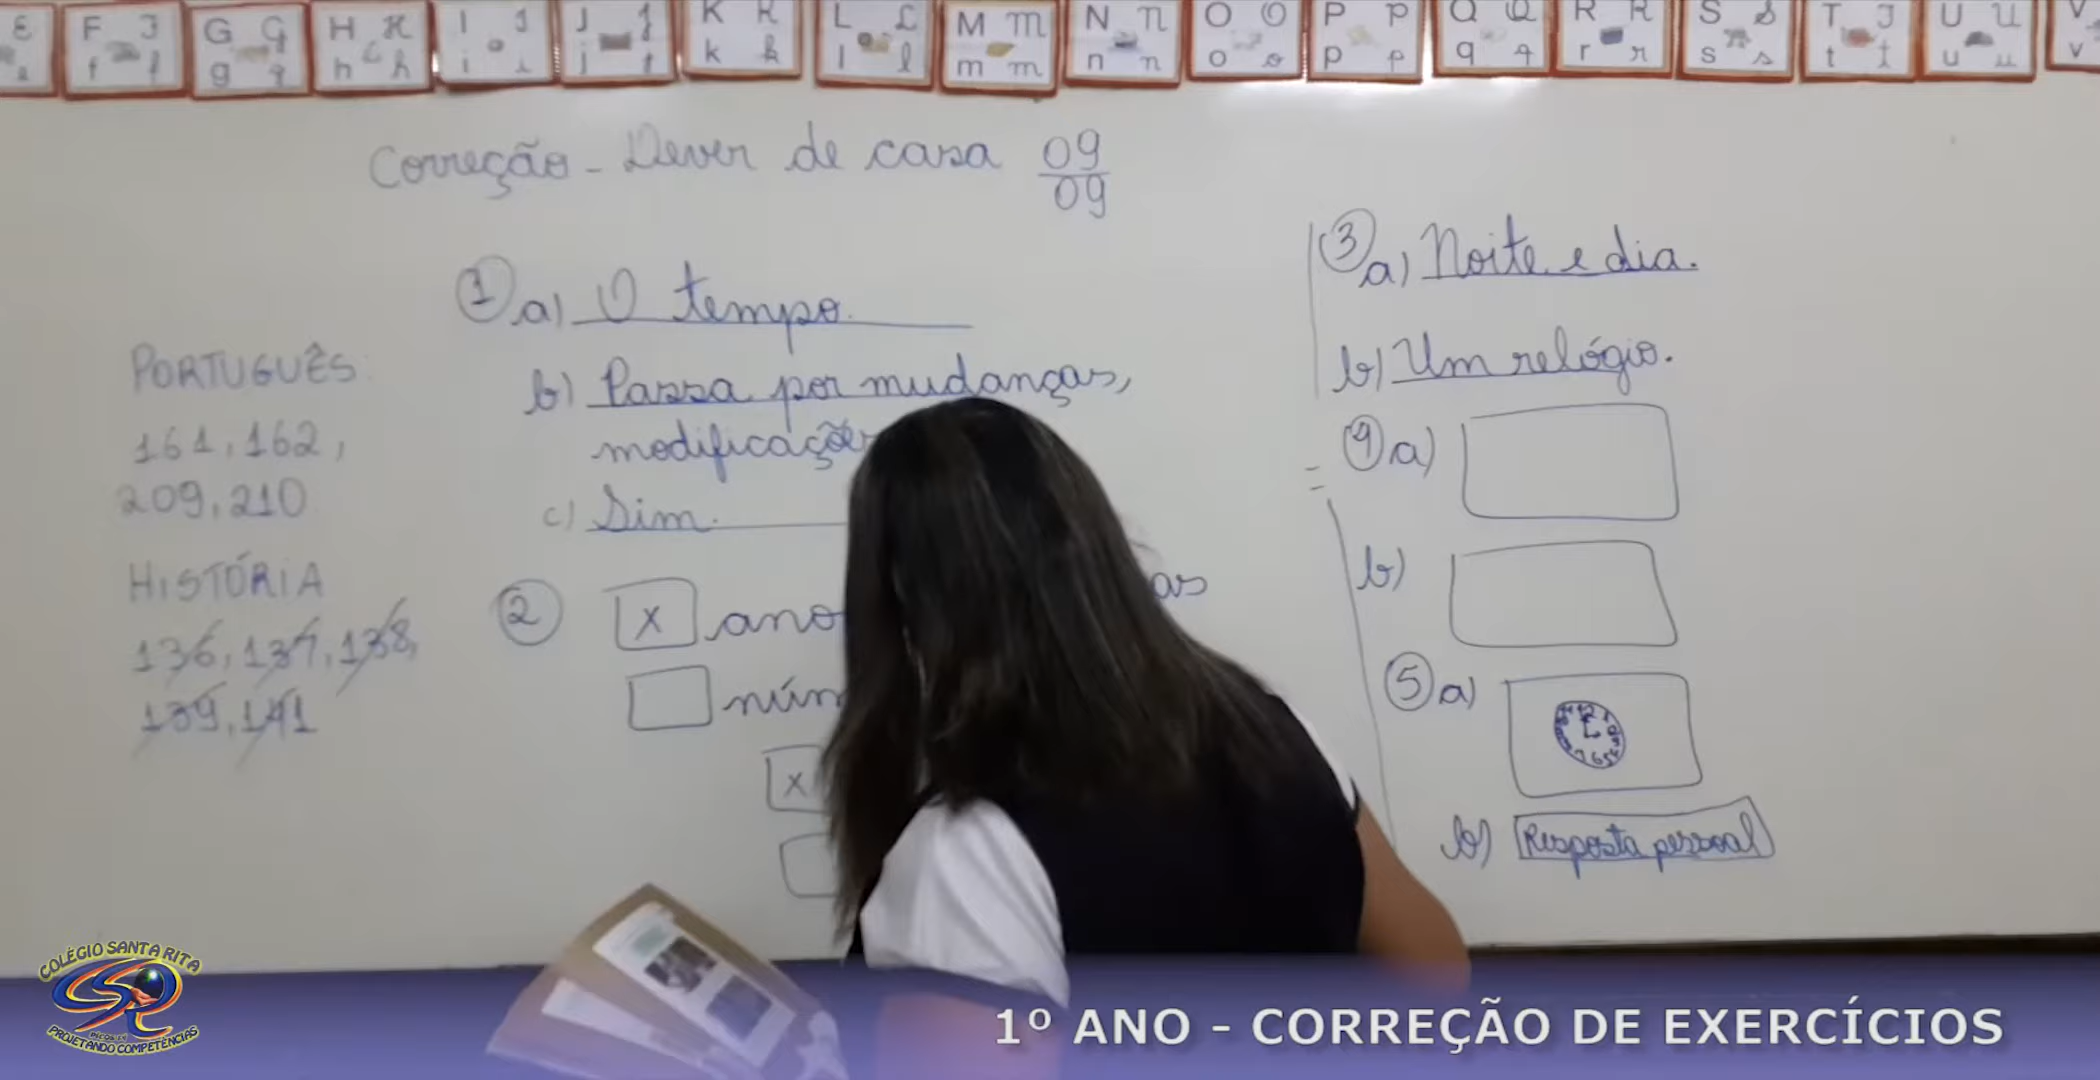 F f
G g
H h
I i
J j
K k
L l
M m
N n
O o
P p
Q q
R r
S s
T t
U u
Correção - Dever de casa 09/09
① a) O tempo.
b) Passa por mudanças,
modificações
c) Sim.
② x ano
núm
x
③ a) Noite e dia.
b) Um relógio.
④ a)
b)
⑤ a)
b) Resposta pessoal
PORTUGUÊS:
161, 162,
209, 210
HISTÓRIA
136, 137, 138,
139, 141
COLÉGIO SANTA RITA
PROJETANDO COMPETÊNCIAS
1º ANO - CORREÇÃO DE EXERCÍCIOS